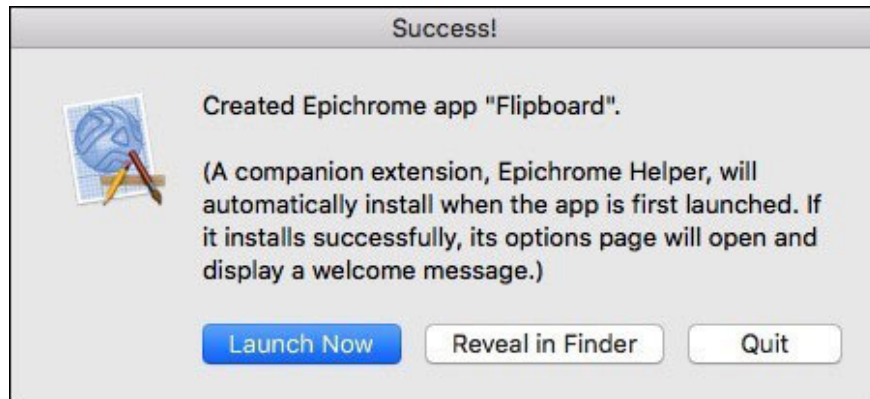 Success!
Created Epichrome app "Flipboard".
(A companion extension, Epichrome Helper, will
automatically install when the app is first launched. If
it installs successfully, its options page will open and
display a welcome message.)
Launch Now
Reveal in Finder
Quit